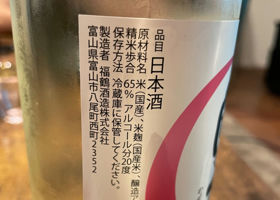 品目 日本酒
原材料名 米(国産)、米麹(国産米)、醸造ア
精米歩合 65% アルコール分20度
保存方法 冷蔵庫に保管してください。
製造者 福鶴酒造株式会社
富山県富山市八尾町西町2352